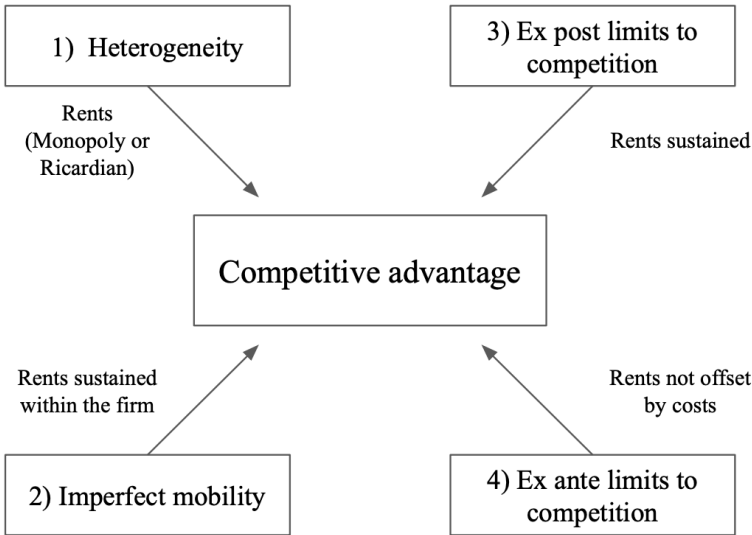 1) Heterogeneity
3) Ex post limits to
competition
Rents
(Monopoly or
Ricardian)
Rents sustained
Competitive advantage
Rents sustained
within the firm
Rents not offset
by costs
2) Imperfect mobility
4) Ex ante limits to
competition